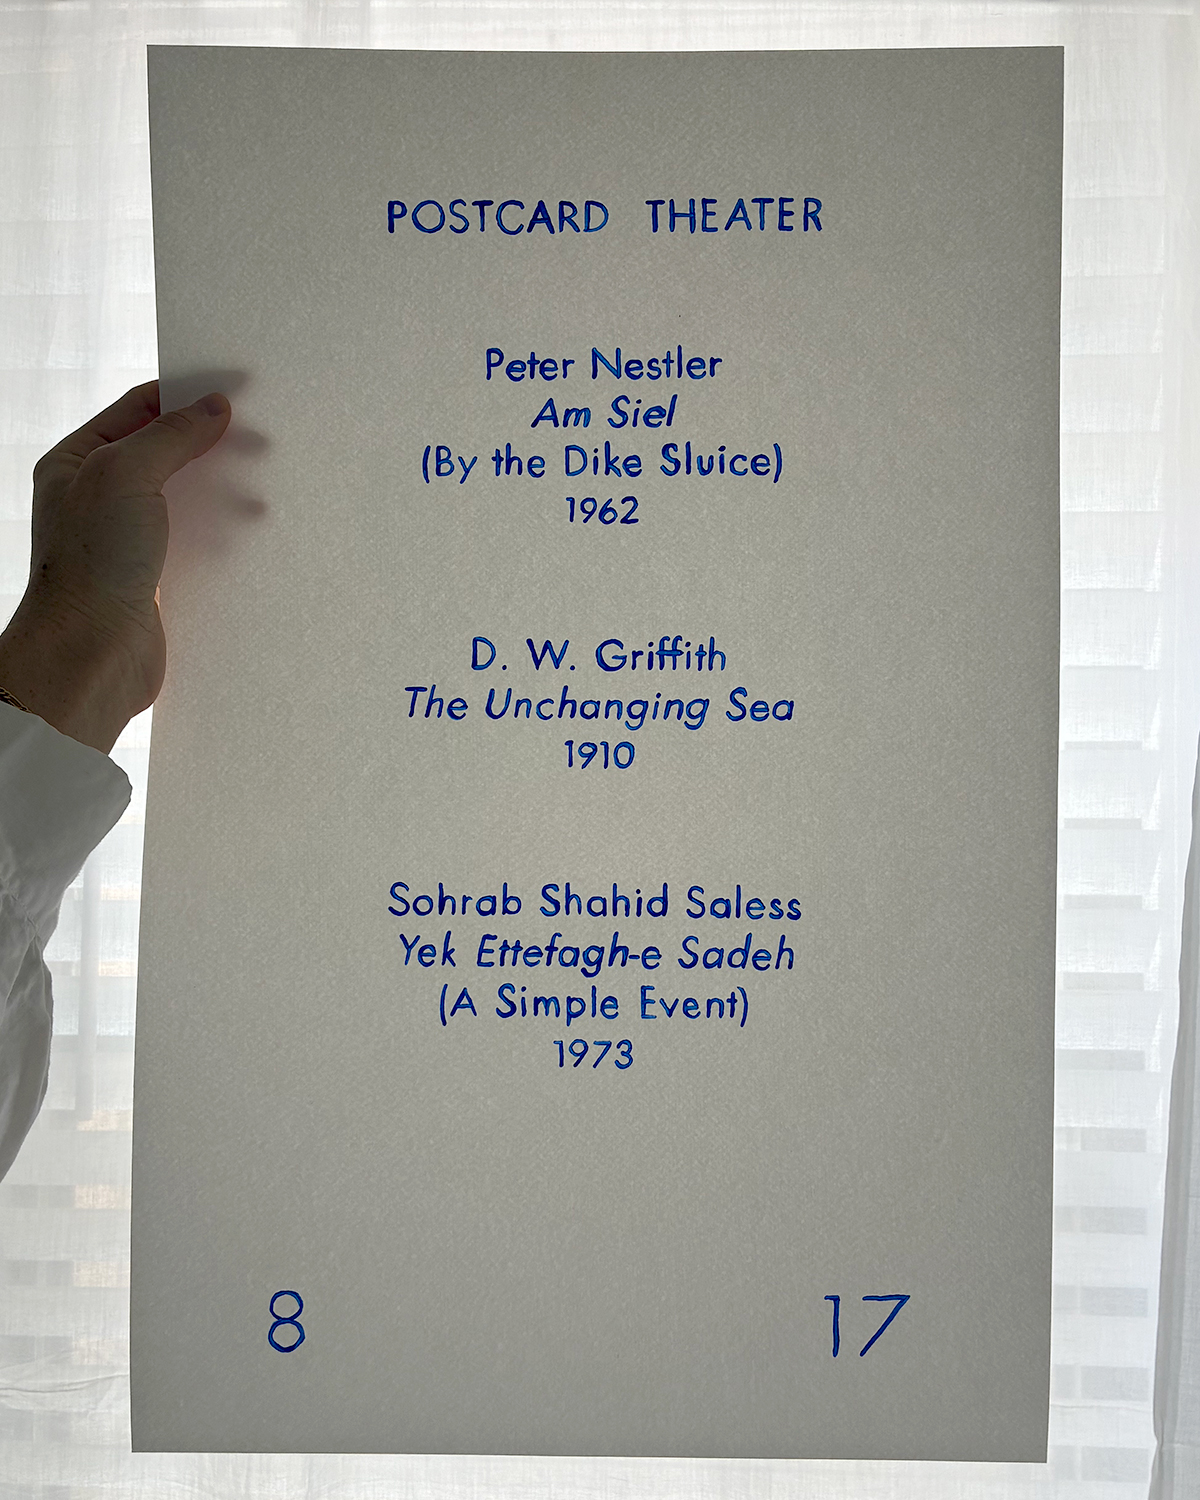 POSTCARD THEATER
Peter Nestler
Am Siel
(By the Dike Sluice)
1962
D. W. Griffith
The Unchanging Sea
1910
Sohrab Shahid Saless
Yek Ettefagh-e Sadeh
(A Simple Event)
1973
8 17